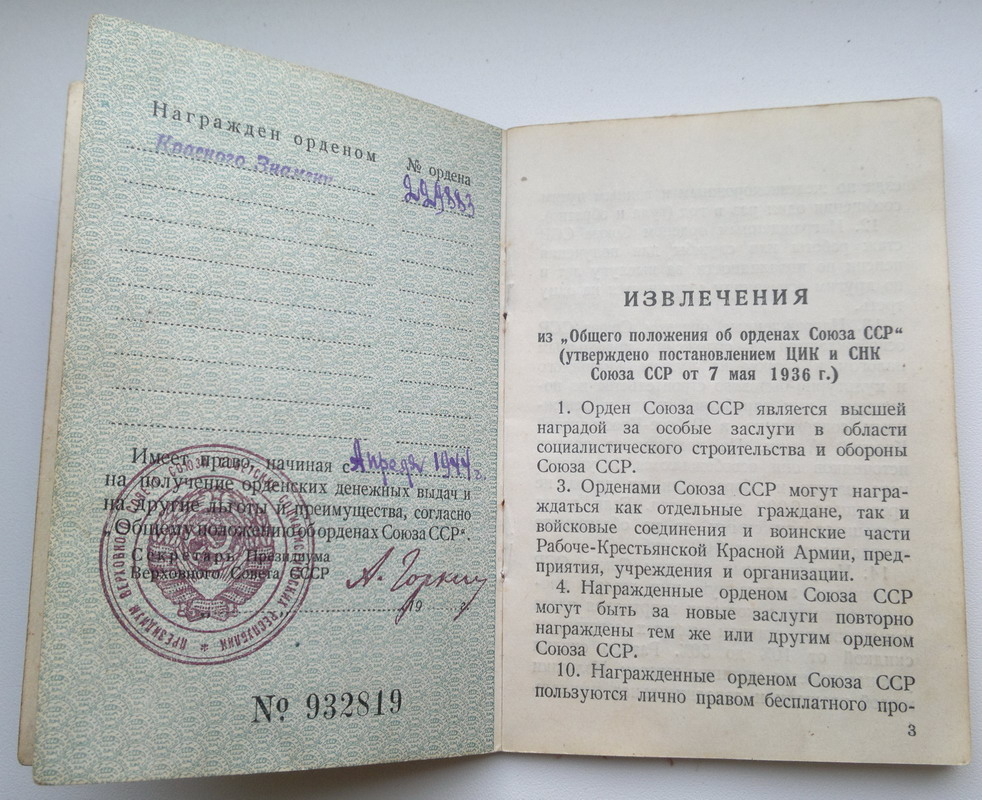 Награжден орденом
№ ордена
Красного Знамени
Имеет право, начиная с Апреля 1944 г.
на получение орденских денежных выдач и
на другие льготы и преимущества, согласно
„Общему положению об орденах Союза ССР“.
Секретарь Президиума
Верховного Совета СССР
А. Горкин
19 г.
№ 932819
ИЗВЛЕЧЕНИЯ
из „Общего положения об орденах Союза ССР“
(утверждено постановлением ЦИК и СНК
Союза ССР от 7 мая 1936 г.)
1. Орден Союза ССР является высшей
наградой за особые заслуги в области
социалистического строительства и обороны
Союза ССР.
3. Орденами Союза ССР могут награ-
ждаться как отдельные граждане, так и
войсковые соединения и воинские части
Рабоче-Крестьянской Красной Армии, пред-
приятия, учреждения и организации.
4. Награжденные орденом Союза ССР
могут быть за новые заслуги повторно
награждены тем же или другим орденом
Союза ССР.
10. Награжденные орденом Союза ССР
пользуются лично правом бесплатного про-
3